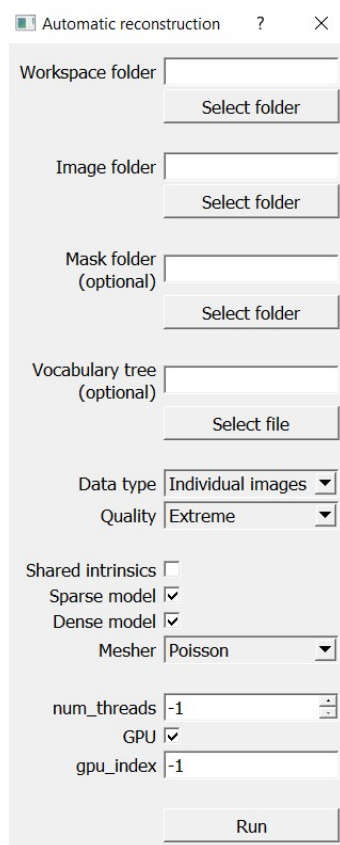 Automatic reconstruction ?
Workspace folder
Select folder
Image folder
Select folder
Mask folder
(optional)
Select folder
Vocabulary tree
(optional)
Select file
Data type Individual images
Quality Extreme
Shared intrinsics
Sparse model
Dense model
Mesher Poisson
num_threads -1
GPU
gpu_index -1
Run